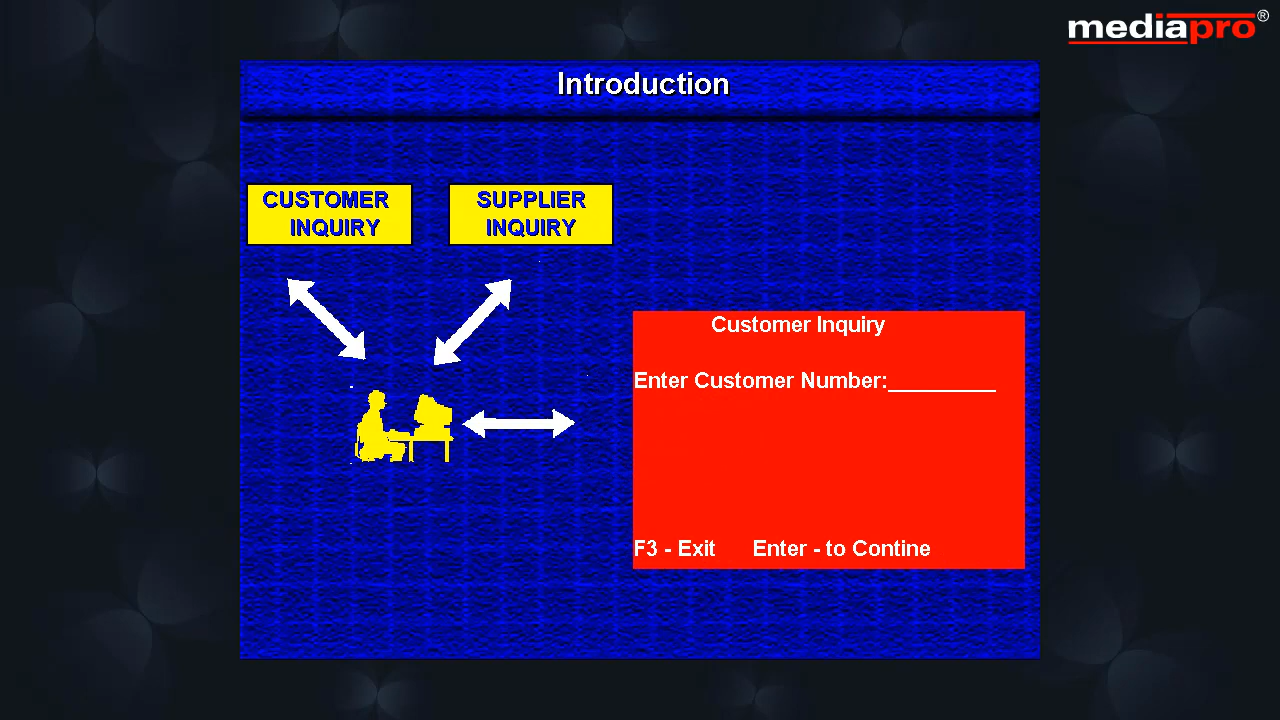 mediapro®
Introduction
CUSTOMER
INQUIRY
SUPPLIER
INQUIRY
Customer Inquiry
Enter Customer Number:_________
F3 - Exit Enter - to Contine